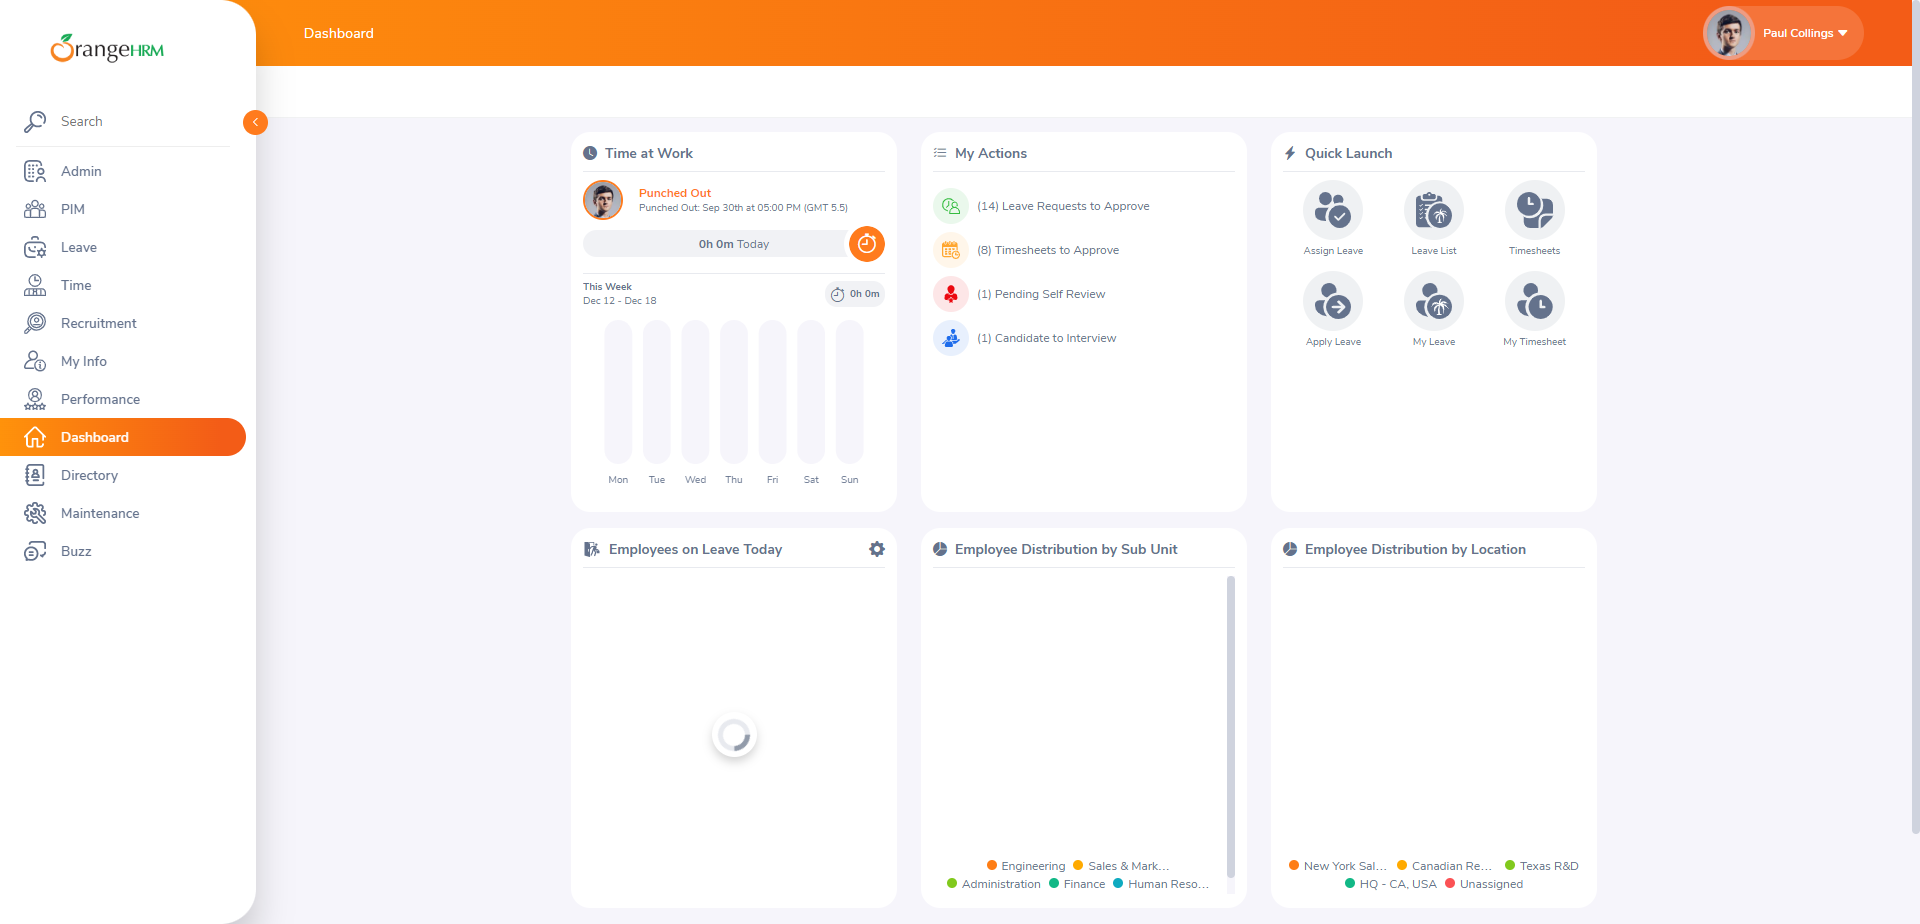 OrangeHRM
Dashboard
Paul Collings
Search
Admin
PIM
Leave
Time
Recruitment
My Info
Performance
Dashboard
Directory
Maintenance
Buzz
Time at Work
Punched Out
Punched Out: Sep 30th at 05:00 PM (GMT 5.5)
0h 0m Today
This Week
Dec 12 - Dec 18
0h 0m
Mon Tue Wed Thu Fri Sat Sun
My Actions
(14) Leave Requests to Approve
(8) Timesheets to Approve
(1) Pending Self Review
(1) Candidate to Interview
Quick Launch
Assign Leave Leave List Timesheets
Apply Leave My Leave My Timesheet
Employees on Leave Today
Employee Distribution by Sub Unit
Engineering Sales & Mark...
Administration Finance Human Reso...
Employee Distribution by Location
New York Sal... Canadian Re... Texas R&D
HQ - CA, USA Unassigned